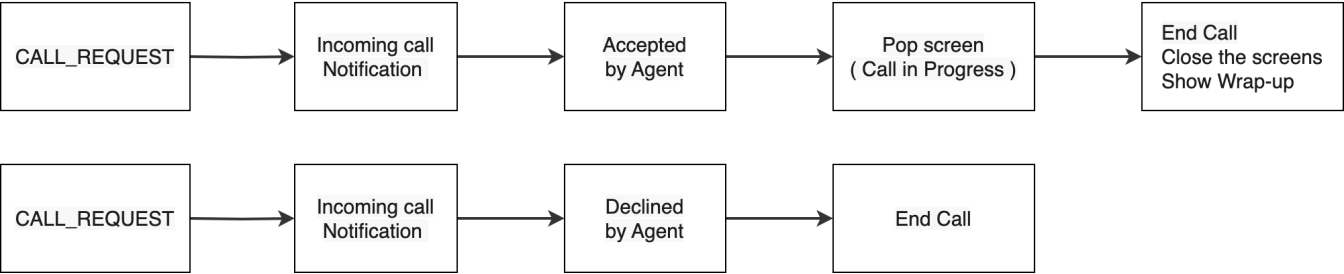 CALL_REQUEST
Incoming call
Notification
Accepted
by Agent
Pop screen
( Call in Progress )
End Call
Close the screens
Show Wrap-up
CALL_REQUEST
Incoming call
Notification
Declined
by Agent
End Call